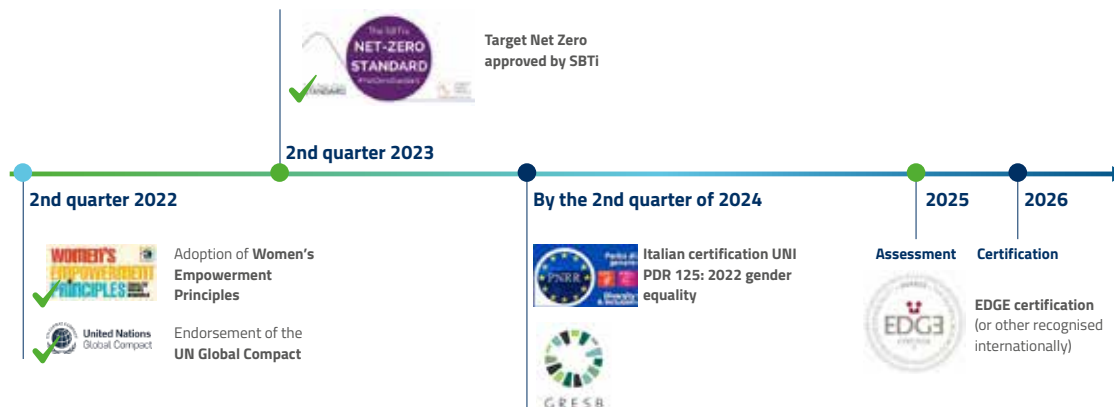 The SBTi's
NET-ZERO
STANDARD
Target Net Zero
approved by SBTi
2nd quarter 2023
2nd quarter 2022
By the 2nd quarter of 2024
2025
2026
WOMEN'S
EMPOWERMENT
PRINCIPLES
Adoption of Women's
Empowerment
Principles
United Nations
Global Compact
Endorsement of the
UN Global Compact
PNRR
Italian certification UNI
PDR 125: 2022 gender
equality
GRESB
Assessment
Certification
EDGE
EDGE certification
(or other recognised
internationally)